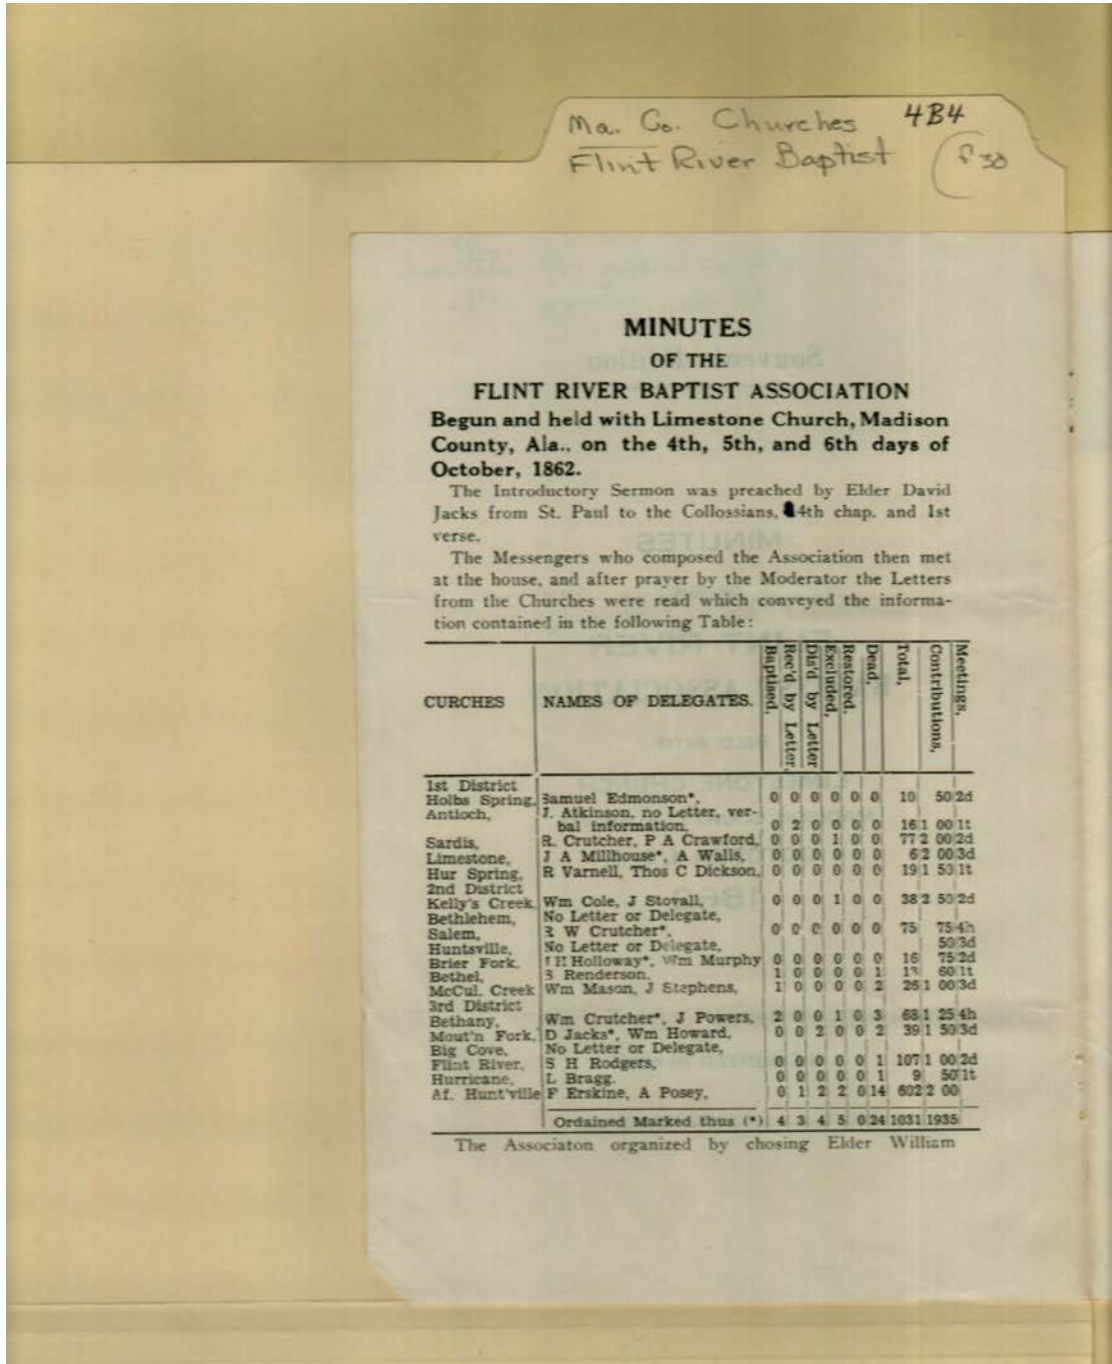 Ma. Co. Churches 4B4
Flint River Baptist f 30
MINUTES
OF THE
FLINT RIVER BAPTIST ASSOCIATION
Begun and held with Limestone Church, Madison
County, Ala.. on the 4th, 5th, and 6th days of
October, 1862.
The Introductory Sermon was preached by Elder David
Jacks from St. Paul to the Collossians, 4th chap. and 1st
verse.
The Messengers who composed the Association then met
at the house, and after prayer by the Moderator the Letters
from the Churches were read which conveyed the informa-
tion contained in the following Table:
CURCHES NAMES OF DELEGATES. Baptised, Rec'd by Letter, Dis'd by Letter Excluded, Restored. Dead, Total, Contributions, Meetings,
1st District
Holbs Spring, Samuel Edmonson*, 0 0 0 0 0 0 10 50 2d
Antioch, J. Atkinson, no Letter, ver-
bal information, 0 2 0 0 0 0 16 1 00 1t
Sardis, R. Crutcher, P A Crawford, 0 0 0 1 0 0 77 2 00 2d
Limestone, J A Millhouse*, A Walls, 0 0 0 0 0 0 6 2 00 3d
Hur Spring, R Varnell, Thos C Dickson, 0 0 0 0 0 0 19 1 50 1t
2nd District
Kelly's Creek, Wm Cole, J Stovall, 0 0 0 1 0 0 38 2 50 2d
Bethlehem, No Letter or Delegate,
Salem, R W Crutcher*, 0 0 0 0 0 0 75 75 4h
Huntsville, No Letter or Delegate, 50 3d
Brier Fork, Holloway*, Wm Murphy 0 0 0 0 0 0 16 75 2d
Bethel, S Renderson, 1 0 0 0 0 1 60 1t
McCul. Creek Wm Mason, J Stephens, 1 0 0 0 0 2 26 1 00 3d
3rd District
Bethany, Wm Crutcher*, J Powers, 2 0 0 1 0 3 68 1 25 4h
Mout'n Fork, D Jacks*, Wm Howard, 0 0 2 0 0 2 39 1 50 3d
Big Cove, No Letter or Delegate,
Flint River, S H Rodgers, 0 0 0 0 0 1 107 1 00 2d
Hurricane, L Bragg. 0 0 0 0 0 1 9 50 1t
Af. Hunt'ville F Erskine, A Posey, 0 1 2 2 0 14 602 2 00
Ordained Marked thus (*) 4 3 4 5 0 24 1031 1935
The Associaton organized by chosing Elder William